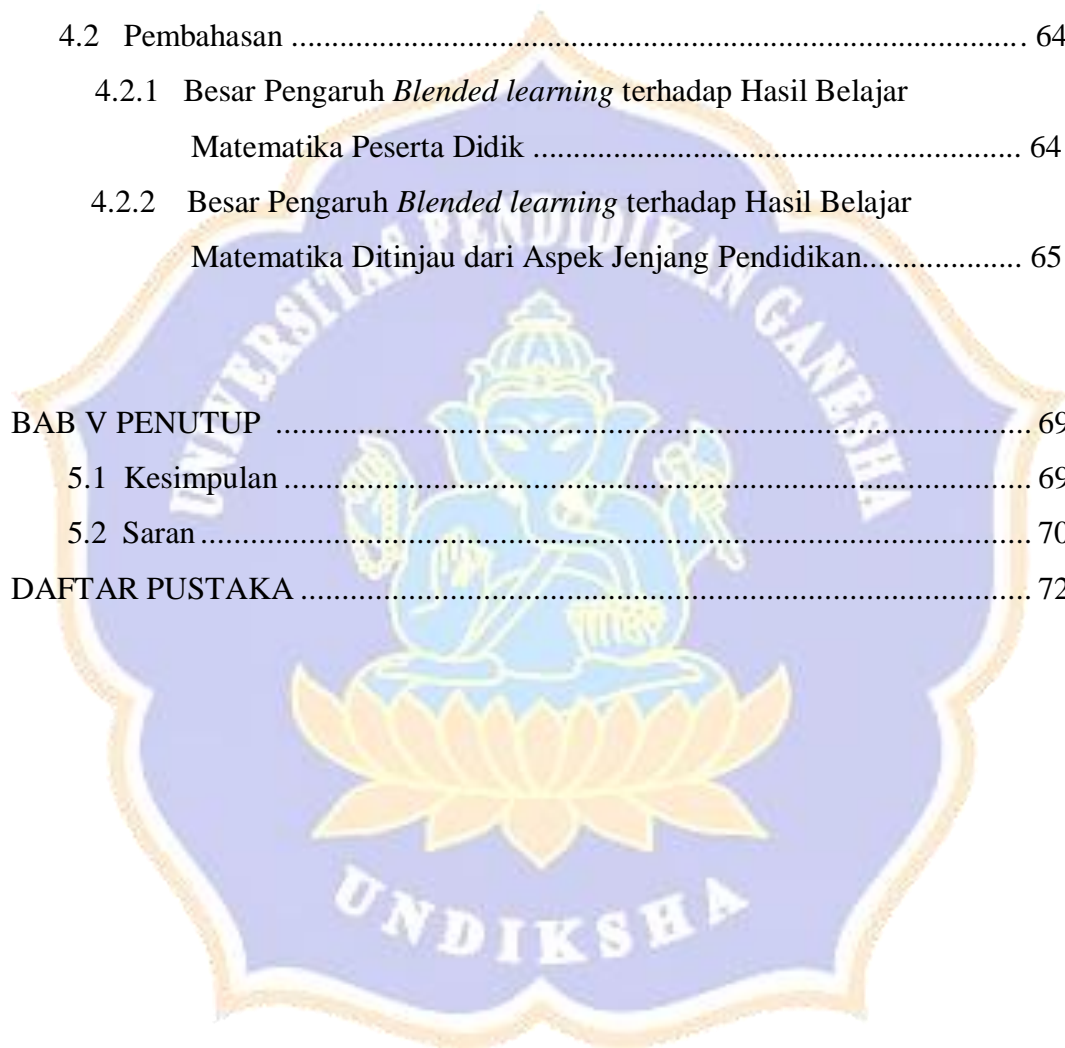 4.2 Pembahasan ........................................................................... 64
4.2.1 Besar Pengaruh Blended learning terhadap Hasil Belajar
Matematika Peserta Didik .................................................. 64
4.2.2 Besar Pengaruh Blended learning terhadap Hasil Belajar
Matematika Ditinjau dari Aspek Jenjang Pendidikan................... 65
UNIVERSITAS PENDIDIKAN GANESHA
BAB V PENUTUP ............................................................................. 69
5.1 Kesimpulan ............................................................................ 69
5.2 Saran ..................................................................................... 70
DAFTAR PUSTAKA .......................................................................... 72
UNDIKSHA